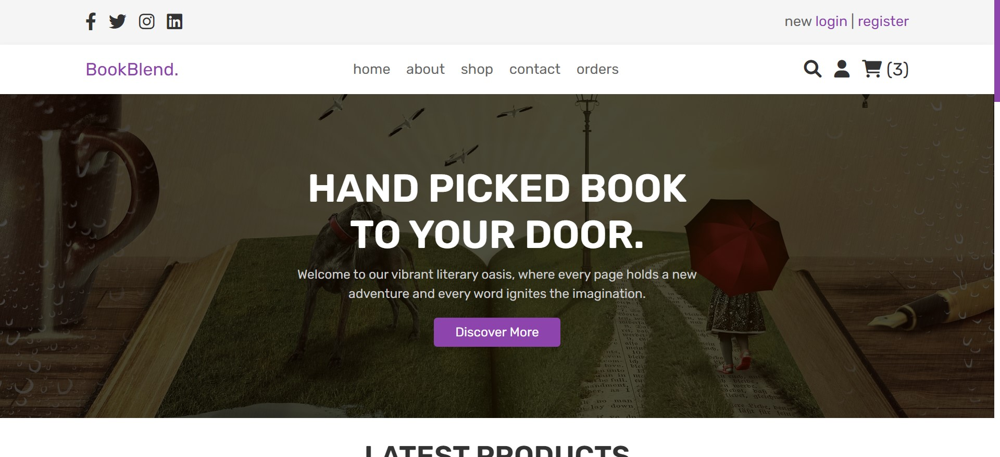 new login | register
BookBlend.
home about shop contact orders
(3)
HAND PICKED BOOK
TO YOUR DOOR.
Welcome to our vibrant literary oasis, where every page holds a new
adventure and every word ignites the imagination.
Discover More
LATEST PRODUCTS